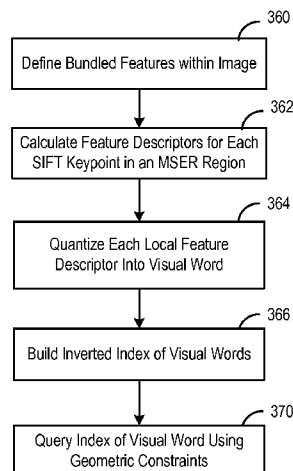 360
Define Bundled Features within Image
362
Calculate Feature Descriptors for Each
SIFT Keypoint in an MSER Region
364
Quantize Each Local Feature
Descriptor Into Visual Word
366
Build Inverted Index of Visual Words
370
Query Index of Visual Word Using
Geometric Constraints